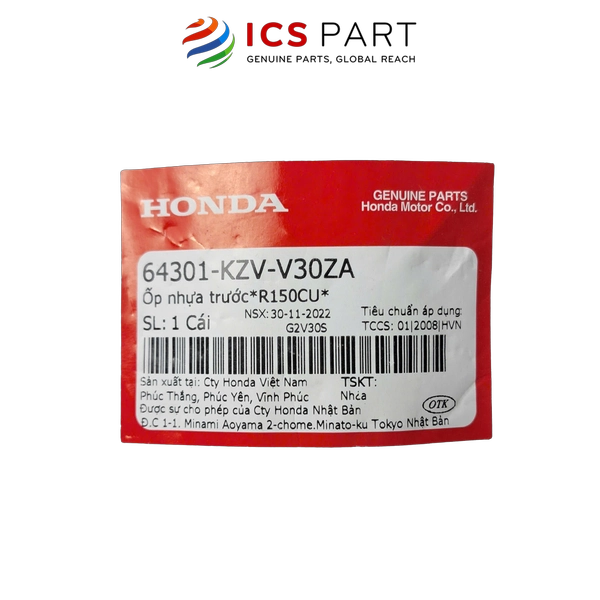 ICS PART
GENUINE PARTS, GLOBAL REACH
HONDA
GENUINE PARTS
Honda Motor Co., Ltd.
64301-KZV-V30ZA
Ốp nhựa trước*R150CU*
NSX: 30-11-2022
Tiêu chuẩn áp dụng:
SL: 1 Cái
G2V30S
TCCS: 01|2008|HVN
Sản xuất tại: Cty Honda Việt Nam
TSKT:
Phúc Thắng, Phúc Yên, Vĩnh Phúc
Được sự cho phép của Cty Honda Nhật Bản
OTK
Đ.C 1-1. Minami Aoyama 2-chome.Minato-ku Tokyo Nhật Bản